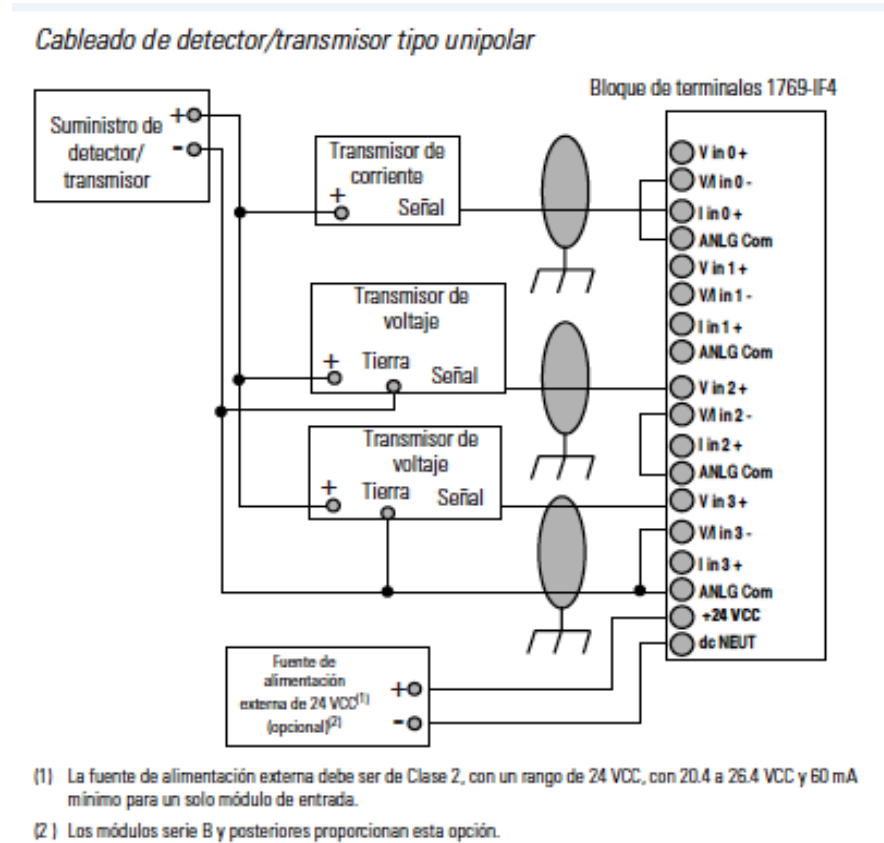 Cableado de detector/transmisor tipo unipolar
Bloque de terminales 1769-IF4
Suministro de
detector/
transmisor
+
-
Transmisor de
corriente
+
Señal
Transmisor de
voltaje
+
Tierra
Señal
Transmisor de
voltaje
+
Tierra
Señal
V in 0 +
V/I in 0 -
I in 0 +
ANLG Com
V in 1 +
V/I in 1 -
I in 1 +
ANLG Com
V in 2 +
V/I in 2 -
I in 2 +
ANLG Com
V in 3 +
V/I in 3 -
I in 3 +
ANLG Com
+24 VCC
dc NEUT
Fuente de
alimentación
externa de 24 VCC(1)
(opcional)(2)
+
-
(1) La fuente de alimentación externa debe ser de Clase 2, con un rango de 24 VCC, con 20.4 a 26.4 VCC y 60 mA
mínimo para un solo módulo de entrada.
(2 ) Los módulos serie B y posteriores proporcionan esta opción.